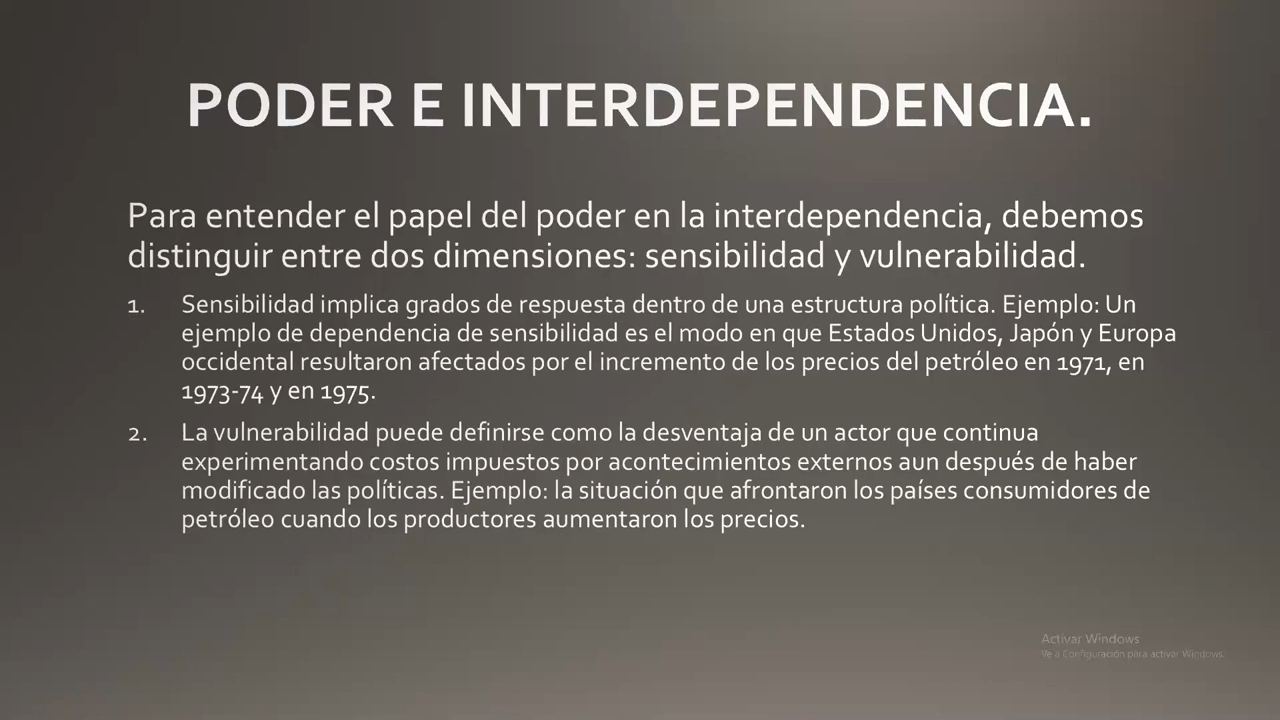 PODER E INTERDEPENDENCIA.
Para entender el papel del poder en la interdependencia, debemos
distinguir entre dos dimensiones: sensibilidad y vulnerabilidad.
1. Sensibilidad implica grados de respuesta dentro de una estructura política. Ejemplo: Un
ejemplo de dependencia de sensibilidad es el modo en que Estados Unidos, Japón y Europa
occidental resultaron afectados por el incremento de los precios del petróleo en 1971, en
1973-74 y en 1975.
2. La vulnerabilidad puede definirse como la desventaja de un actor que continua
experimentando costos impuestos por acontecimientos externos aun después de haber
modificado las políticas. Ejemplo: la situación que afrontaron los países consumidores de
petróleo cuando los productores aumentaron los precios.
Activar Windows
Ve a Configuración para activar Windows.